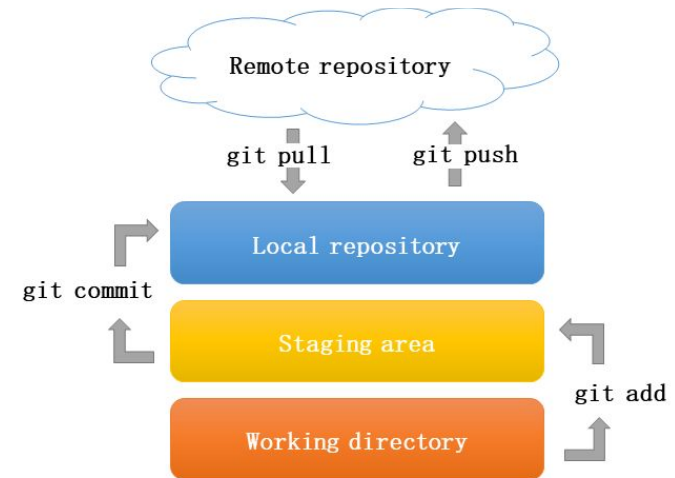 Remote repository
git pull
git push
Local repository
git commit
Staging area
git add
Working directory